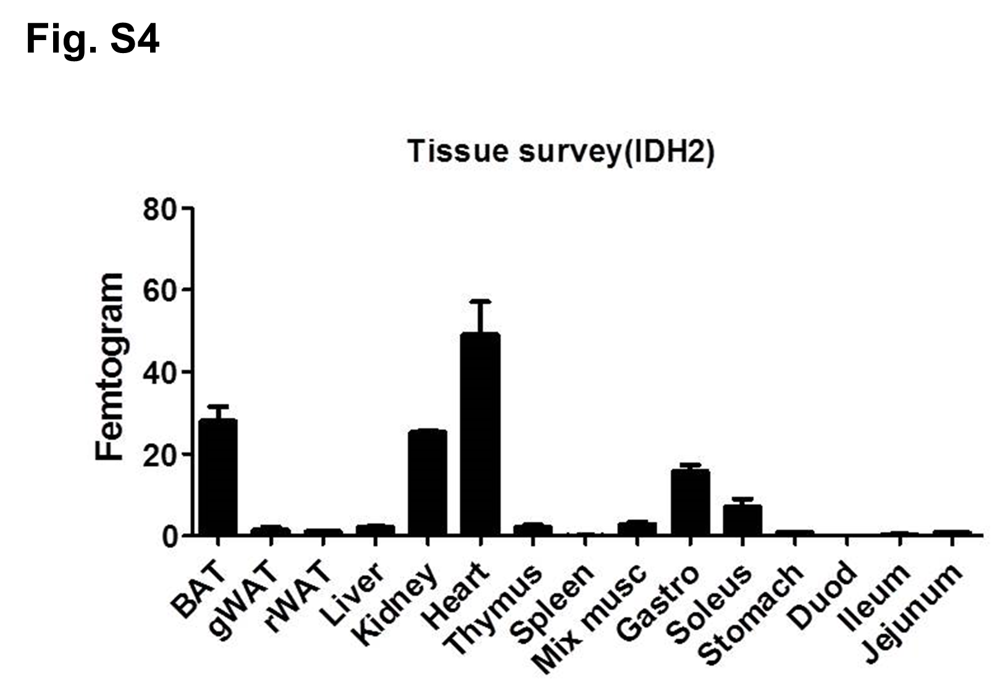 Fig. S4
Tissue survey(IDH2)
Femtogram
80
60
40
20
0
BAT
gWAT
rWAT
Liver
Kidney
Heart
Thymus
Spleen
Mix musc
Gastro
Soleus
Stomach
Duod
Ileum
Jejunum